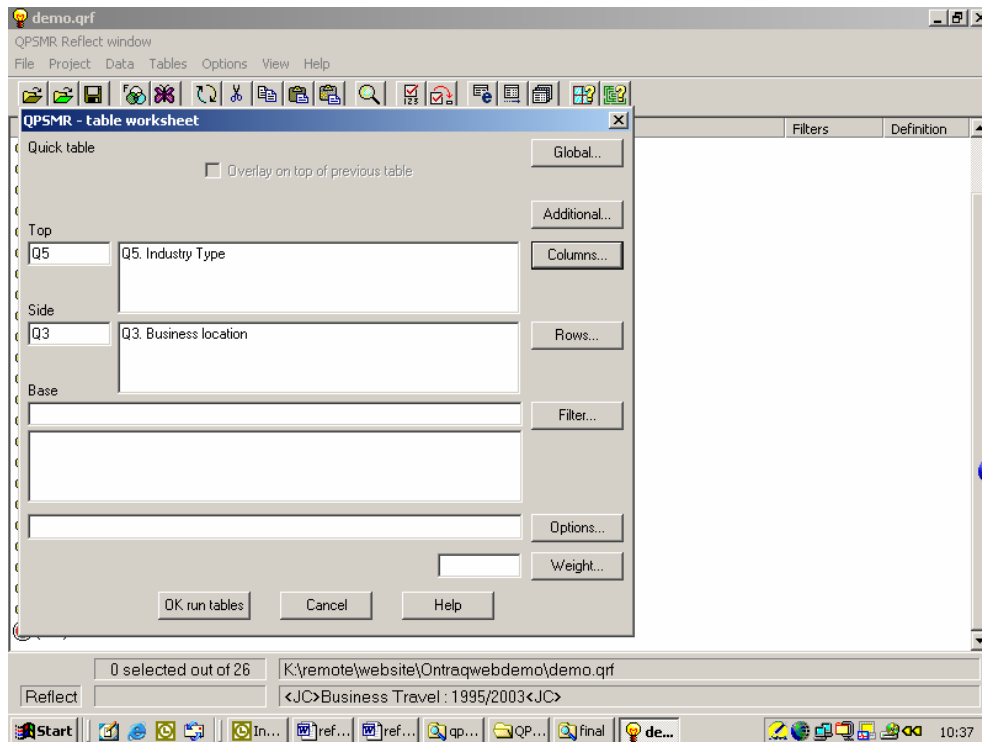 demo.qrf
QPSMR Reflect window
File Project Data Tables Options View Help
QPSMR - table worksheet
Filters Definition
Quick table
Global...
Overlay on top of previous table
Additional...
Top
Q5 Q5. Industry Type Columns...
Side
Q3 Q3. Business location Rows...
Base
Filter...
Options...
Weight...
OK run tables Cancel Help
0 selected out of 26 K:\remote\website\Ontraqwebdemo\demo.qrf
Reflect <JC>Business Travel : 1995/2003<JC>
Start In... ref... ref... qp... QP... final de... 10:37